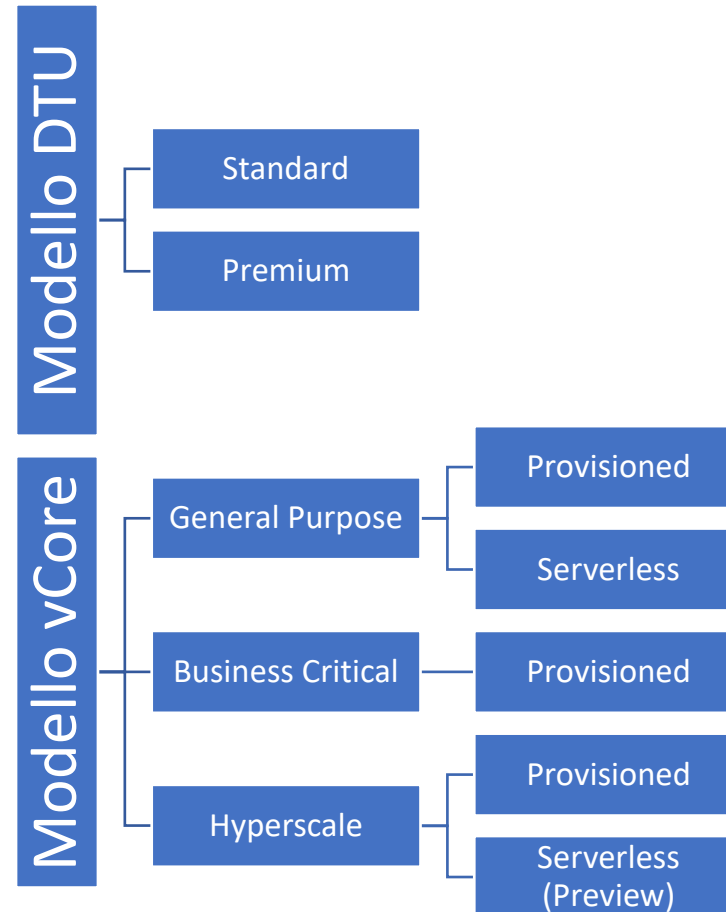 Modello DTU
Standard
Premium
Modello vCore
General Purpose
Provisioned
Serverless
Business Critical
Provisioned
Hyperscale
Provisioned
Serverless
(Preview)